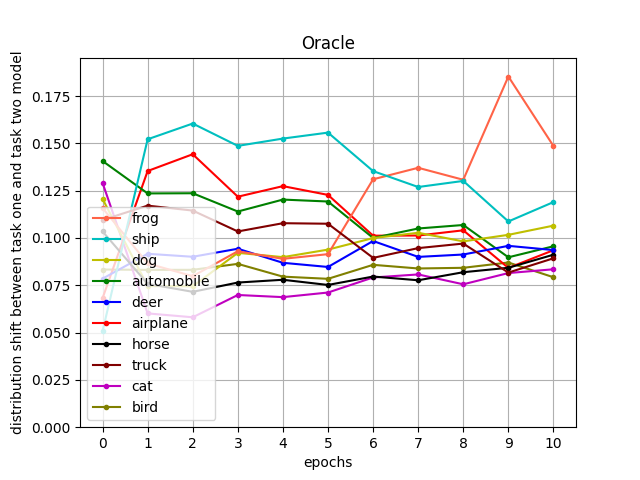 Oracle
distribution shift between task one and task two model
0.175
0.150
0.125
0.100
0.075
0.050
0.025
0.000
frog
ship
dog
automobile
deer
airplane
horse
truck
cat
bird
0 1 2 3 4 5 6 7 8 9 10
epochs